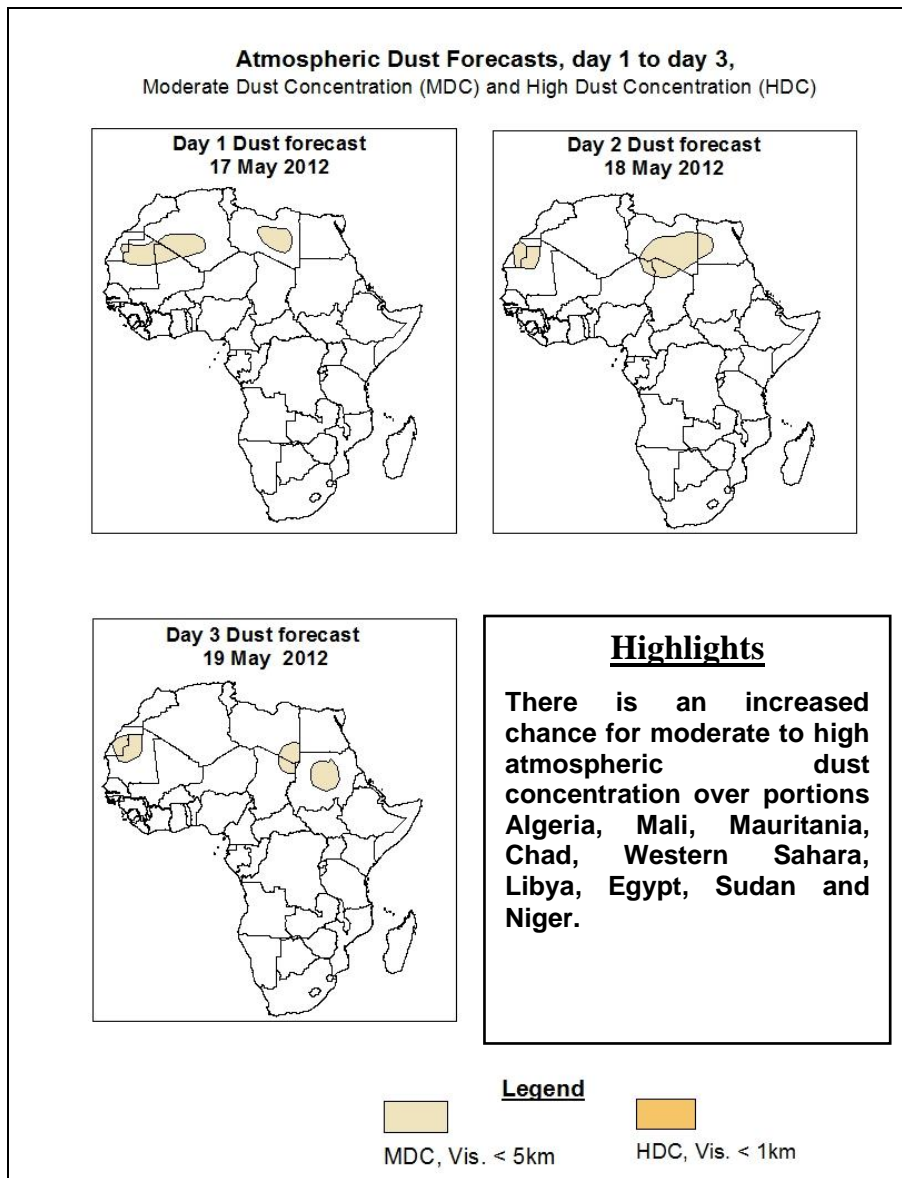 Atmospheric Dust Forecasts, day 1 to day 3,
Moderate Dust Concentration (MDC) and High Dust Concentration (HDC)
Day 1 Dust forecast
17 May 2012
Day 2 Dust forecast
18 May 2012
Day 3 Dust forecast
19 May 2012
Highlights
There is an increased
chance for moderate to high
atmospheric dust
concentration over portions
Algeria, Mali, Mauritania,
Chad, Western Sahara,
Libya, Egypt, Sudan and
Niger.
Legend
MDC, Vis. < 5km
HDC, Vis. < 1km